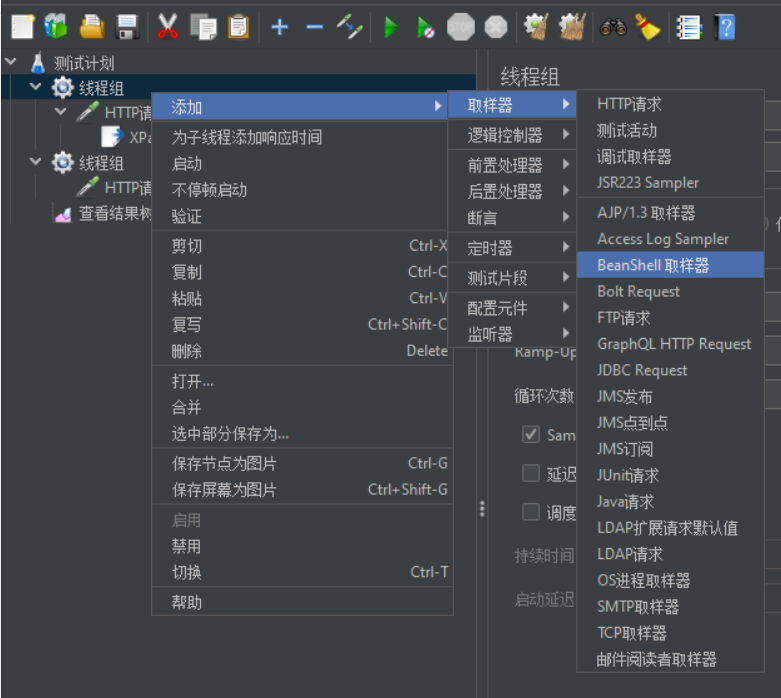 测试计划
线程组
HTTP请
XPa
线程组
HTTP请
查看结果树
添加
为子线程添加响应时间
启动
不停顿启动
验证
剪切 Ctrl-X
复制 Ctrl-C
粘贴 Ctrl-V
复写 Ctrl+Shift-C
删除 Delete
打开...
合并
选中部分保存为...
保存节点为图片 Ctrl-G
保存屏幕为图片 Ctrl+Shift-G
启用
禁用
切换 Ctrl-T
帮助
取样器
逻辑控制器
前置处理器
后置处理器
断言
定时器
测试片段
配置元件
监听器
HTTP请求
测试活动
调试取样器
JSR223 Sampler
AJP/1.3 取样器
Access Log Sampler
BeanShell 取样器
Bolt Request
FTP请求
GraphQL HTTP Request
JDBC Request
JMS发布
JMS点到点
JMS订阅
JUnit请求
Java请求
LDAP扩展请求默认值
LDAP请求
OS进程取样器
SMTP取样器
TCP取样器
邮件阅读者取样器
线程组
Ramp-Up
循环次数
Sam
延迟
调度
持续时间
启动延迟
STOP